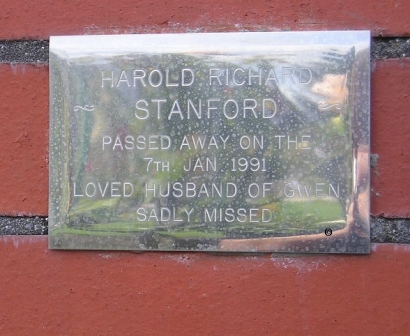 HAROLD RICHARD
STANFORD
PASSED AWAY ON THE
7TH. JAN. 1991
LOVED HUSBAND OF GWEN
SADLY MISSED